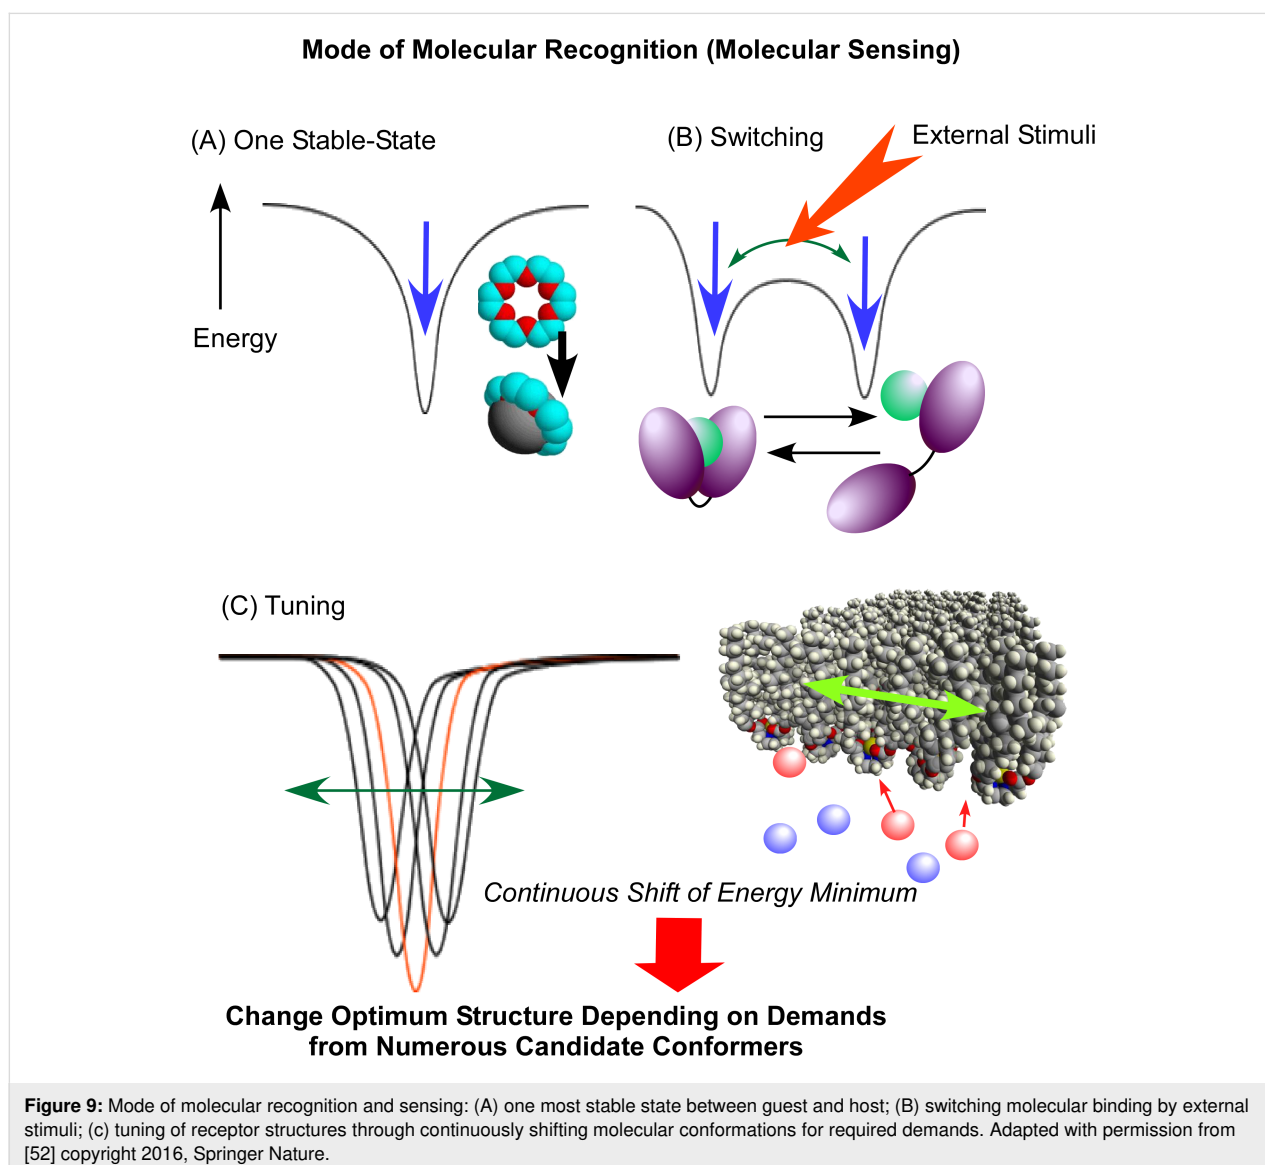 Mode of Molecular Recognition (Molecular Sensing)
(A) One Stable-State
(B) Switching
External Stimuli
Energy
(C) Tuning
Continuous Shift of Energy Minimum
Change Optimum Structure Depending on Demands
from Numerous Candidate Conformers
Figure 9: Mode of molecular recognition and sensing: (A) one most stable state between guest and host; (B) switching molecular binding by external
stimuli; (c) tuning of receptor structures through continuously shifting molecular conformations for required demands. Adapted with permission from
[52] copyright 2016, Springer Nature.